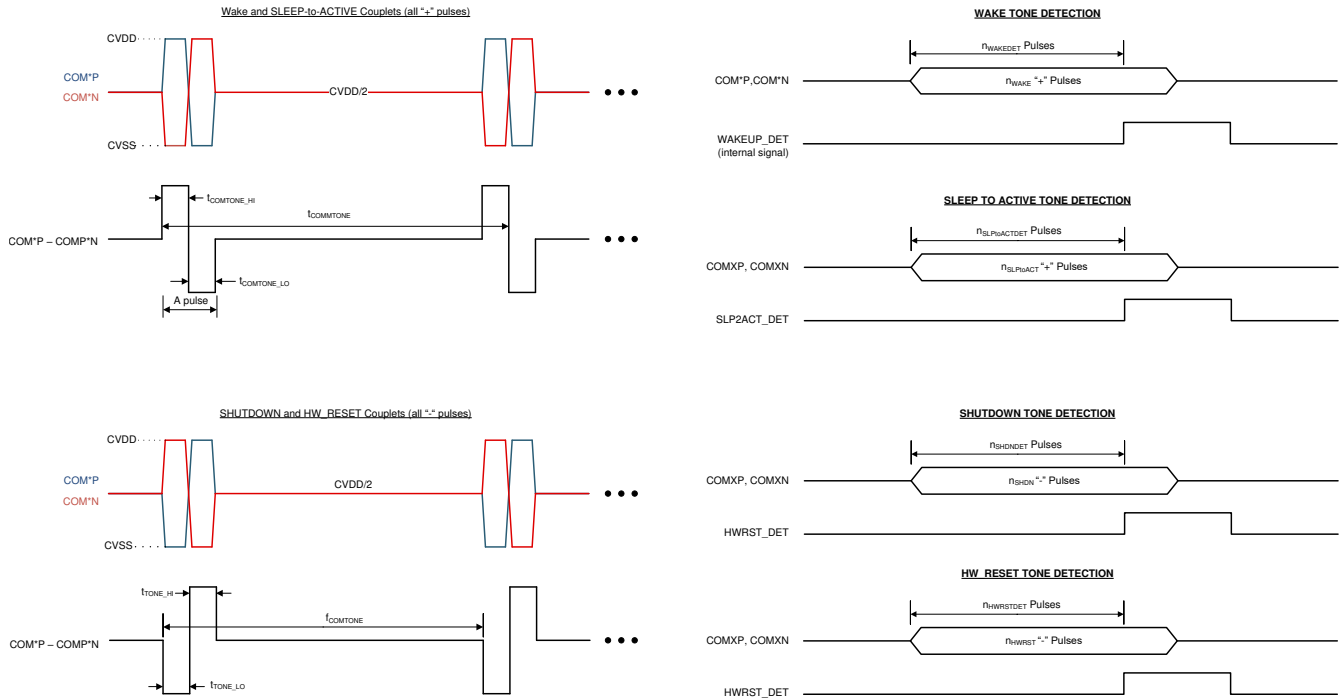 Wake and SLEEP-to-ACTIVE Couplets (all “+” pulses)
CVDD
COM*P
COM*N
CVDD/2
CVSS
tCOMTONE_HI
tCOMMTONE
COM*P – COMP*N
tCOMTONE_LO
A pulse
SHUTDOWN and HW_RESET Couplets (all “-” pulses)
CVDD
COM*P
COM*N
CVDD/2
CVSS
tTONE_HI
fCOMTONE
COM*P – COMP*N
tTONE_LO
WAKE TONE DETECTION
nWAKEDET Pulses
COM*P,COM*N
nWAKE “+” Pulses
WAKEUP_DET
(internal signal)
SLEEP TO ACTIVE TONE DETECTION
nSLPtoACTDET Pulses
COMXP, COMXN
nSLPtoACT “+” Pulses
SLP2ACT_DET
SHUTDOWN TONE DETECTION
nSHDNDET Pulses
COMXP, COMXN
nSHDN “-” Pulses
HWRST_DET
HW_RESET TONE DETECTION
nHWRSTDET Pulses
COMXP, COMXN
nHWRST “-” Pulses
HWRST_DET